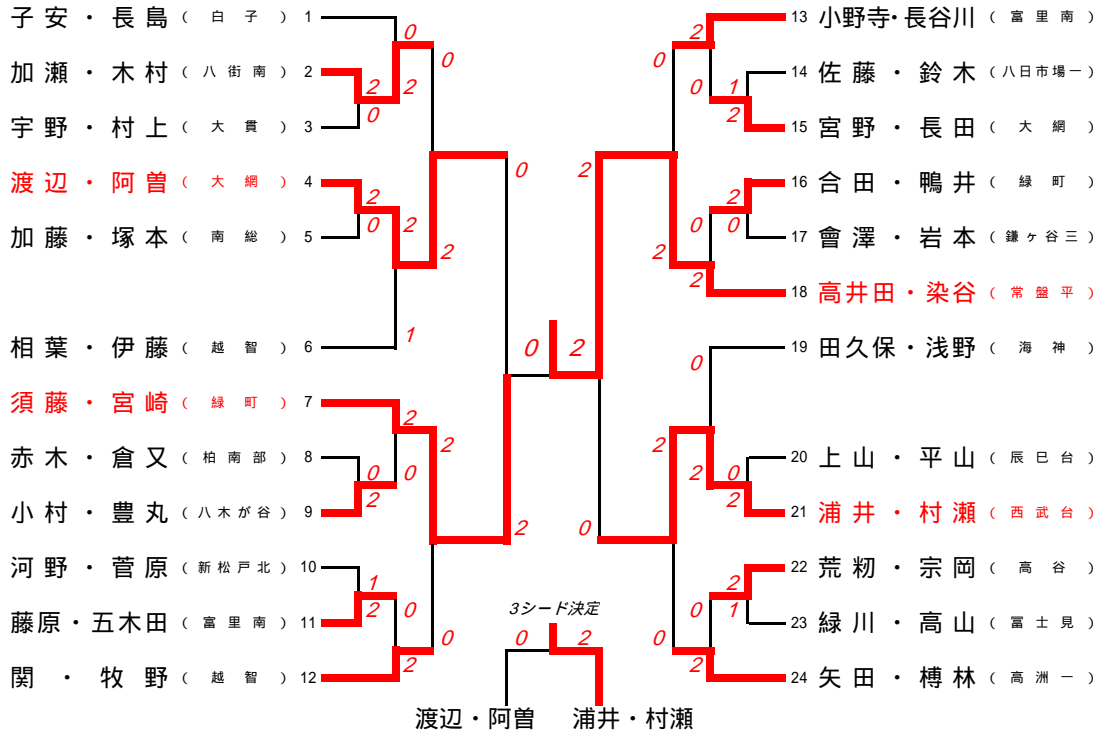 子安・長島 ( 白子 ) 1
加瀬・木村 ( 八街南 ) 2
宇野・村上 ( 大貫 ) 3
渡辺・阿曽 ( 大網 ) 4
加藤・塚本 ( 南総 ) 5
相葉・伊藤 ( 越智 ) 6
須藤・宮崎 ( 緑町 ) 7
赤木・倉又 ( 柏南部 ) 8
小村・豊丸 ( 八木が谷 ) 9
河野・菅原 ( 新松戸北 ) 10
藤原・五木田 ( 富里南 ) 11
関・牧野 ( 越智 ) 12
0
2
0
2
0
2
0
2
1
2
0
2
2
0
0
2
1
2
0
2
2
0
0
2
0 2
2
0
2
0
2
0
2
0
1
2
2
0
0
2
0
2
0
2
2
1
0
2
13 小野寺・長谷川 ( 富里南 )
14 佐藤・鈴木 ( 八日市場一 )
15 宮野・長田 ( 大網 )
16 合田・鴨井 ( 緑町 )
17 會澤・岩本 ( 鎌ヶ谷三 )
18 高井田・染谷 ( 常盤平 )
19 田久保・浅野 ( 海神 )
20 上山・平山 ( 辰巳台 )
21 浦井・村瀬 ( 西武台 )
22 荒籾・宗岡 ( 高谷 )
23 緑川・高山 ( 冨士見 )
24 矢田・榑林 ( 高洲一 )
3シード決定
0 2
渡辺・阿曽 浦井・村瀬